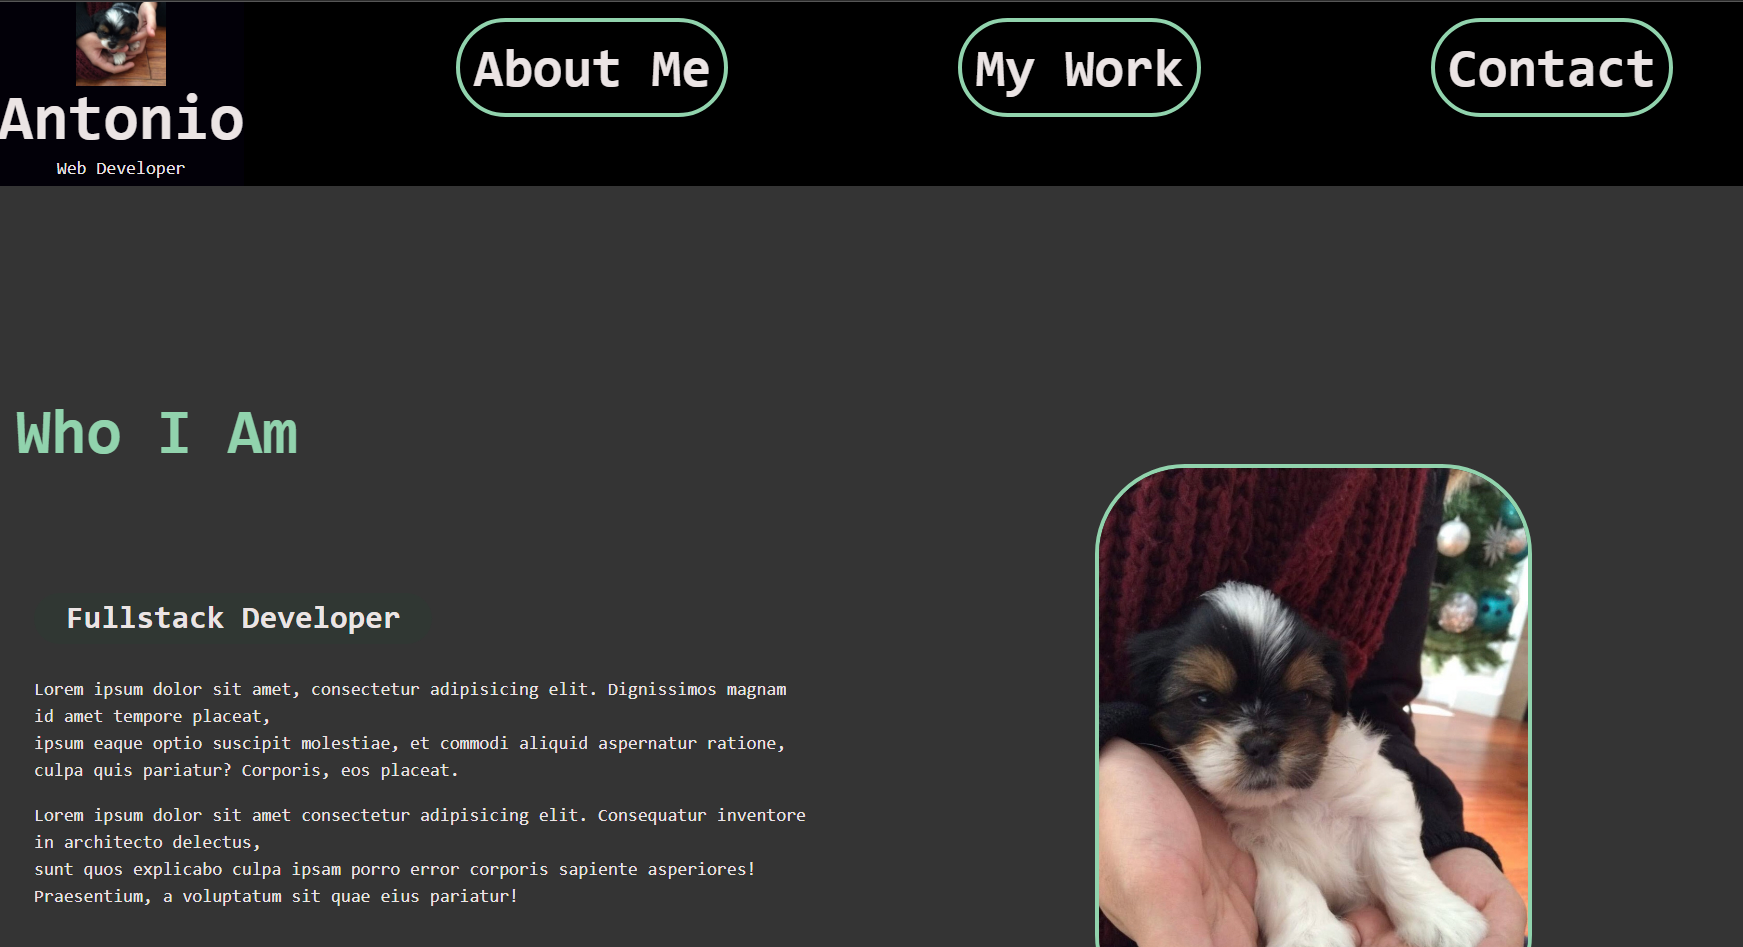 Antonio
Web Developer
About Me
My Work
Contact
Who I Am
Fullstack Developer
Lorem ipsum dolor sit amet, consectetur adipisicing elit. Dignissimos magnam
id amet tempore placeat,
ipsum eaque optio suscipit molestiae, et commodi aliquid aspernatur ratione,
culpa quis pariatur? Corporis, eos placeat.
Lorem ipsum dolor sit amet consectetur adipisicing elit. Consequatur inventore
in architecto delectus,
sunt quos explicabo culpa ipsam porro error corporis sapiente asperiores!
Praesentium, a voluptatum sit quae eius pariatur!